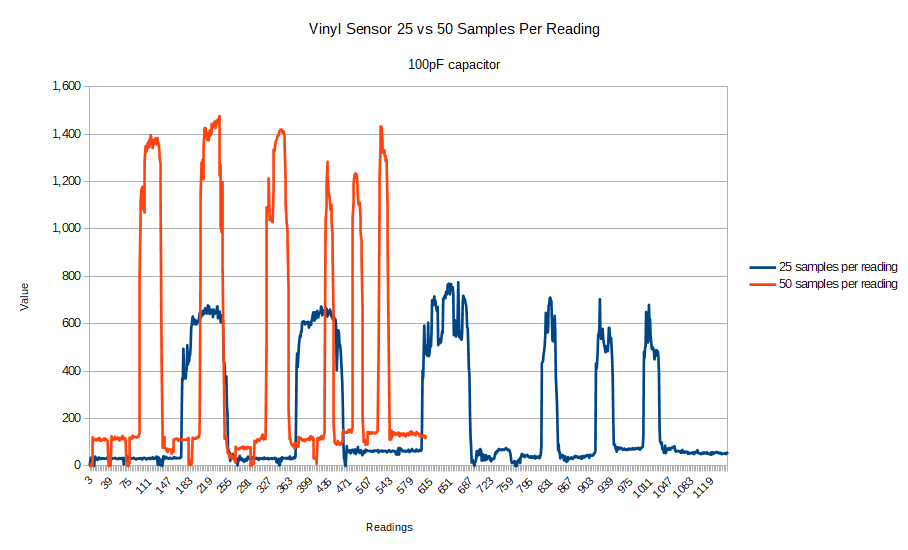 Vinyl Sensor 25 vs 50 Samples Per Reading
100pF capacitor
1,600
1,400
1,200
1,000
800
600
400
200
0
Value
3 39 75 111 147 183 219 255 291 327 363 399 435 471 507 543 579 615 651 687 723 759 795 831 867 903 939 975 1011 1047 1083 1119
Readings
25 samples per reading
50 samples per reading